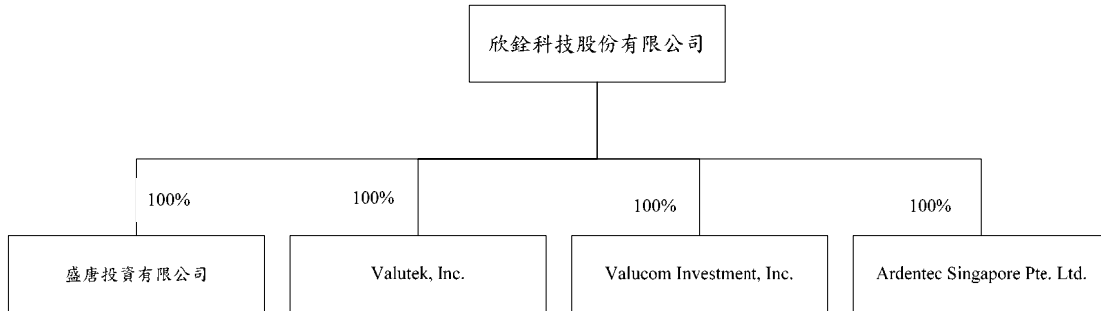 欣銓科技股份有限公司
100%
100%
100%
100%
盛唐投資有限公司
Valutek, Inc.
Valucom Investment, Inc.
Ardentec Singapore Pte. Ltd.